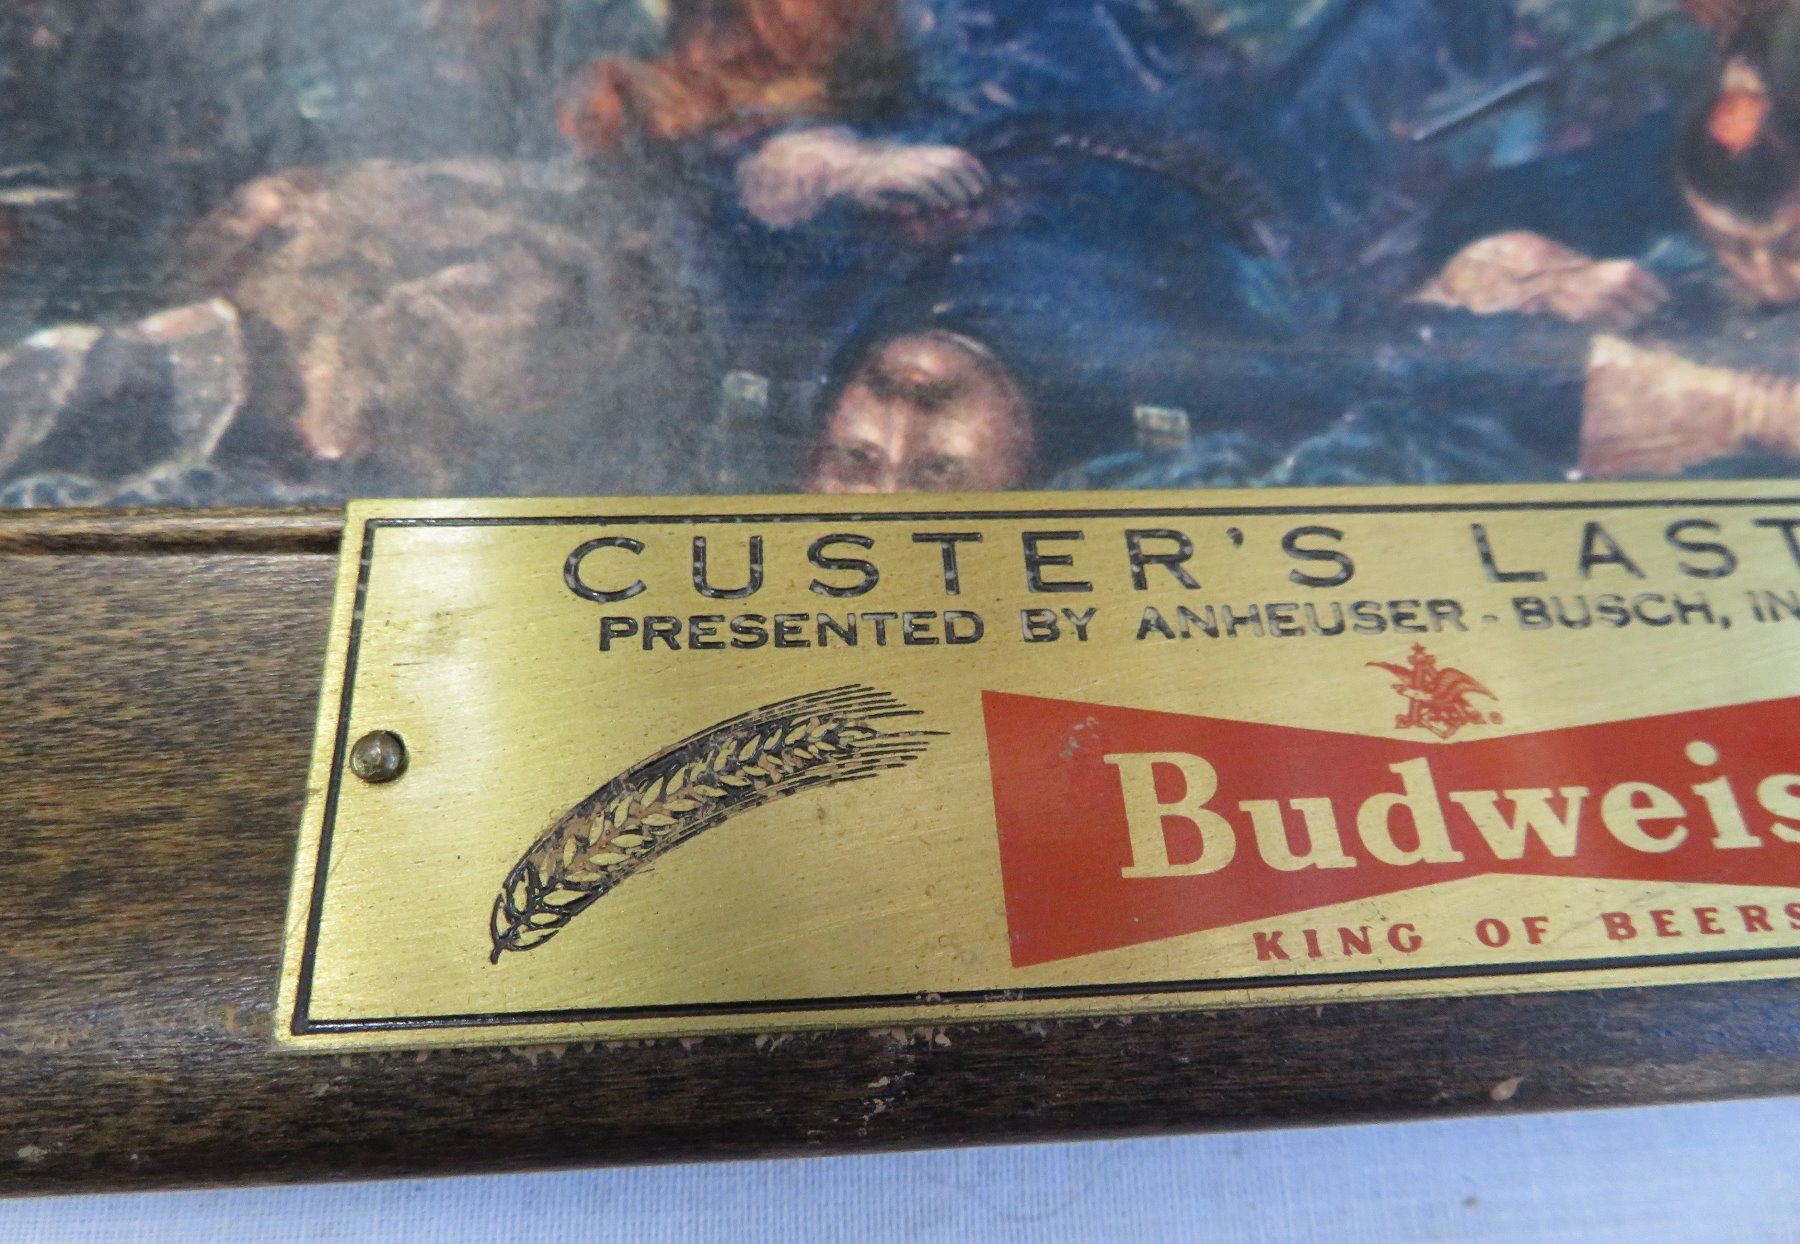 CUSTER'S LAST
PRESENTED BY ANHEUSER-BUSCH, IN
Budweis
KING OF BEERS